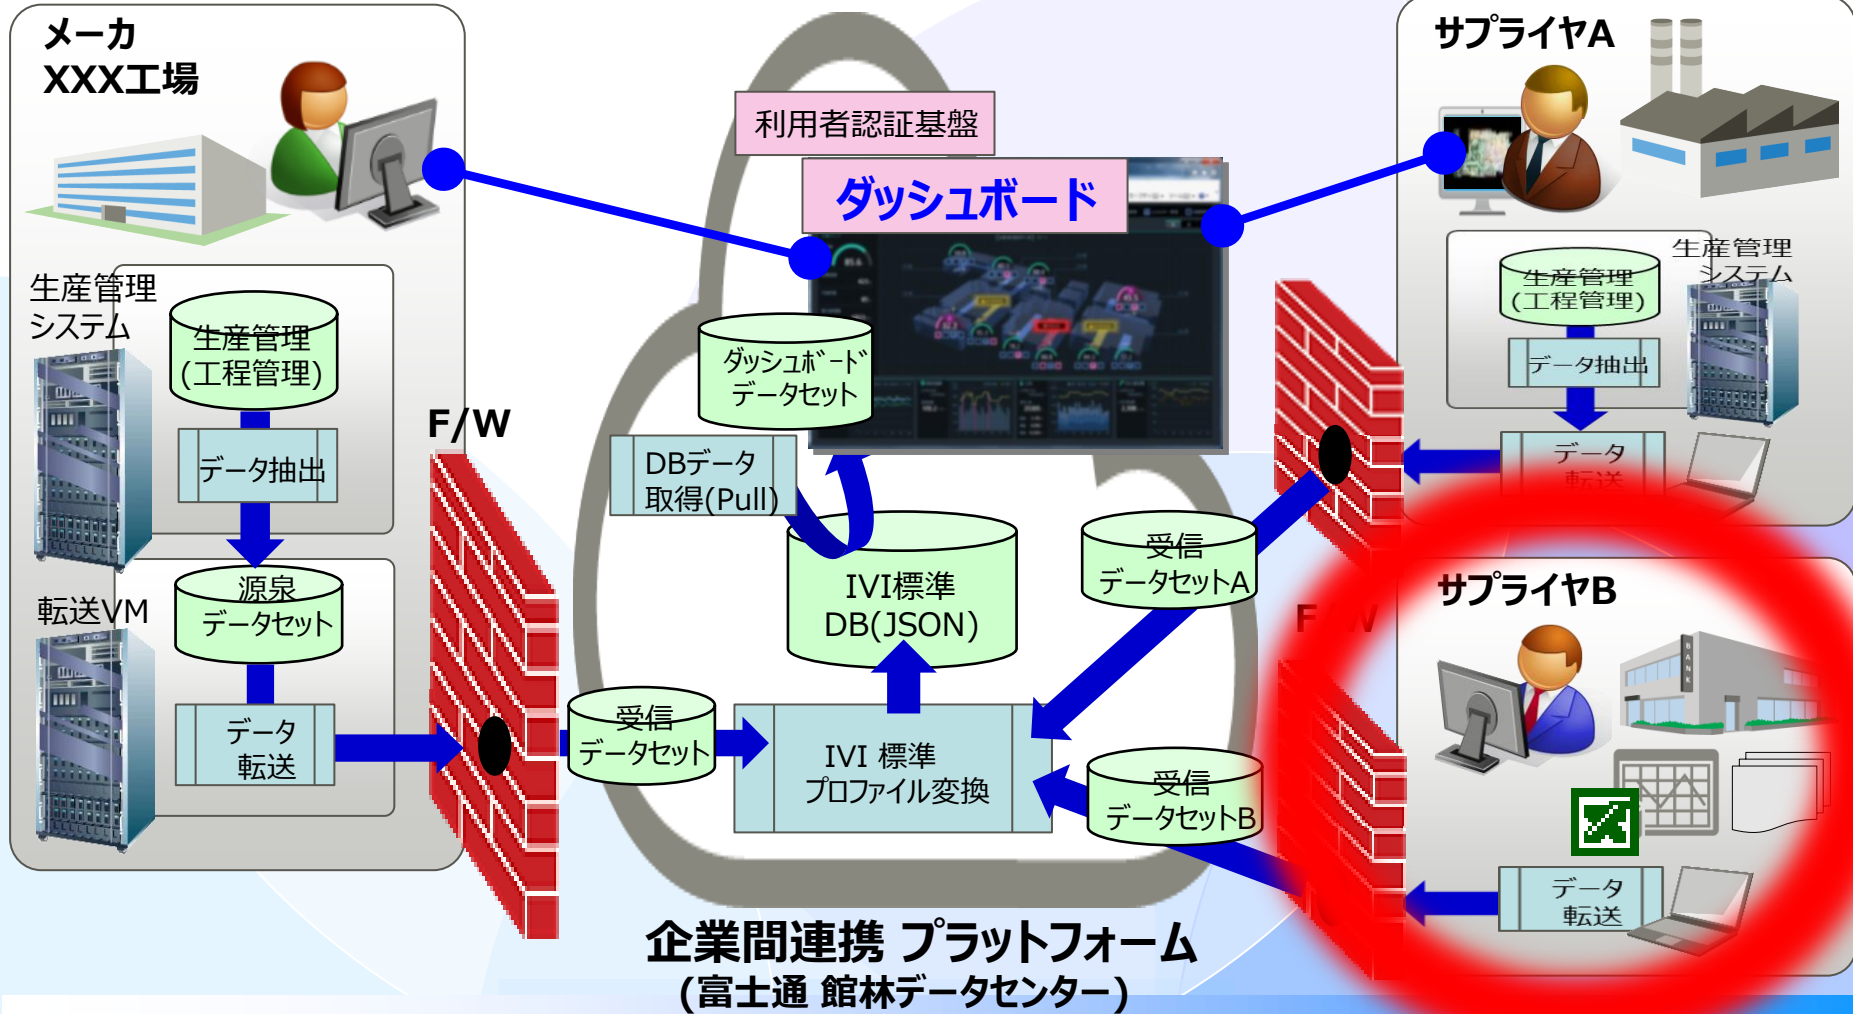 メーカ
XXX工場
生産管理
システム
生産管理
(工程管理)
データ抽出
転送VM
源泉
データセット
データ
転送
F/W
利用者認証基盤
ダッシュボード
ダッシュボード
データセット
DBデータ
取得(Pull)
IVI標準
DB(JSON)
受信
データセット
IVI 標準
プロファイル変換
受信
データセットA
受信
データセットB
企業間連携 プラットフォーム
(富士通 館林データセンター)
サプライヤA
生産管理
システム
生産管理
(工程管理)
データ抽出
データ
転送
F/W
サプライヤB
BANK
データ
転送